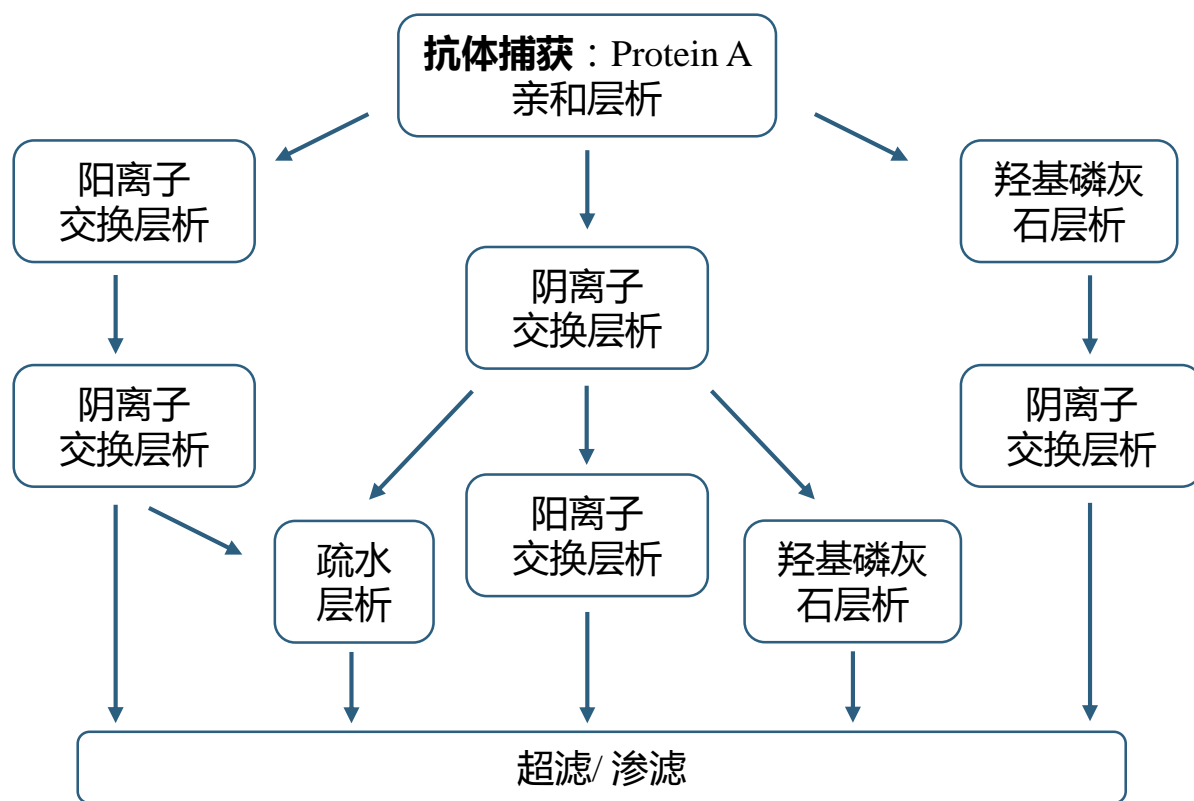 抗体捕获：Protein A
亲和层析
阳离子
交换层析
羟基磷灰
石层析
阴离子
交换层析
阴离子
交换层析
阴离子
交换层析
疏水
层析
阳离子
交换层析
羟基磷灰
石层析
超滤/ 渗滤